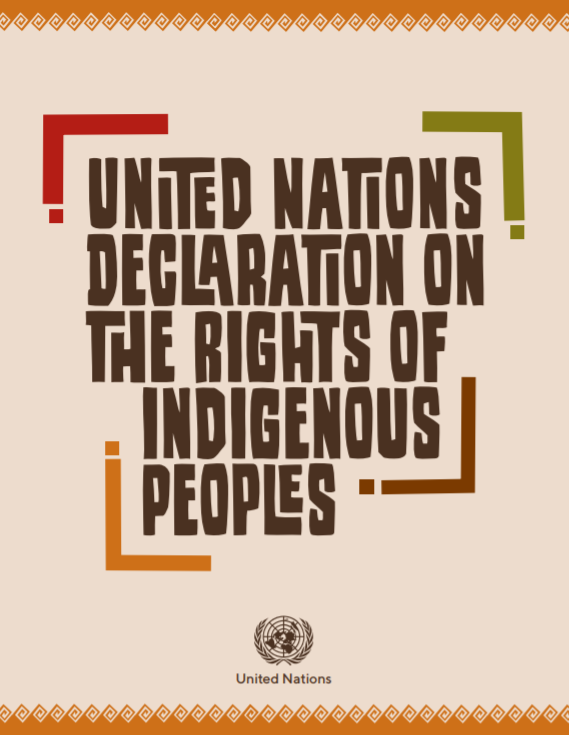 UNITED NATIONS
DECLARATION ON
THE RIGHTS OF
INDIGENOUS
PEOPLES
United Nations